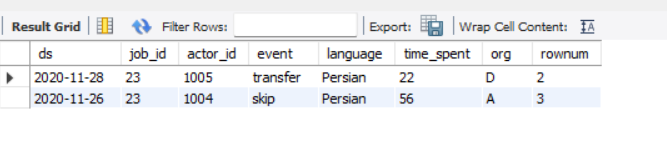 Result Grid Filter Rows: Export: Wrap Cell Content:
ds job_id actor_id event language time_spent org rownum
2020-11-28 23 1005 transfer Persian 22 D 2
2020-11-26 23 1004 skip Persian 56 A 3